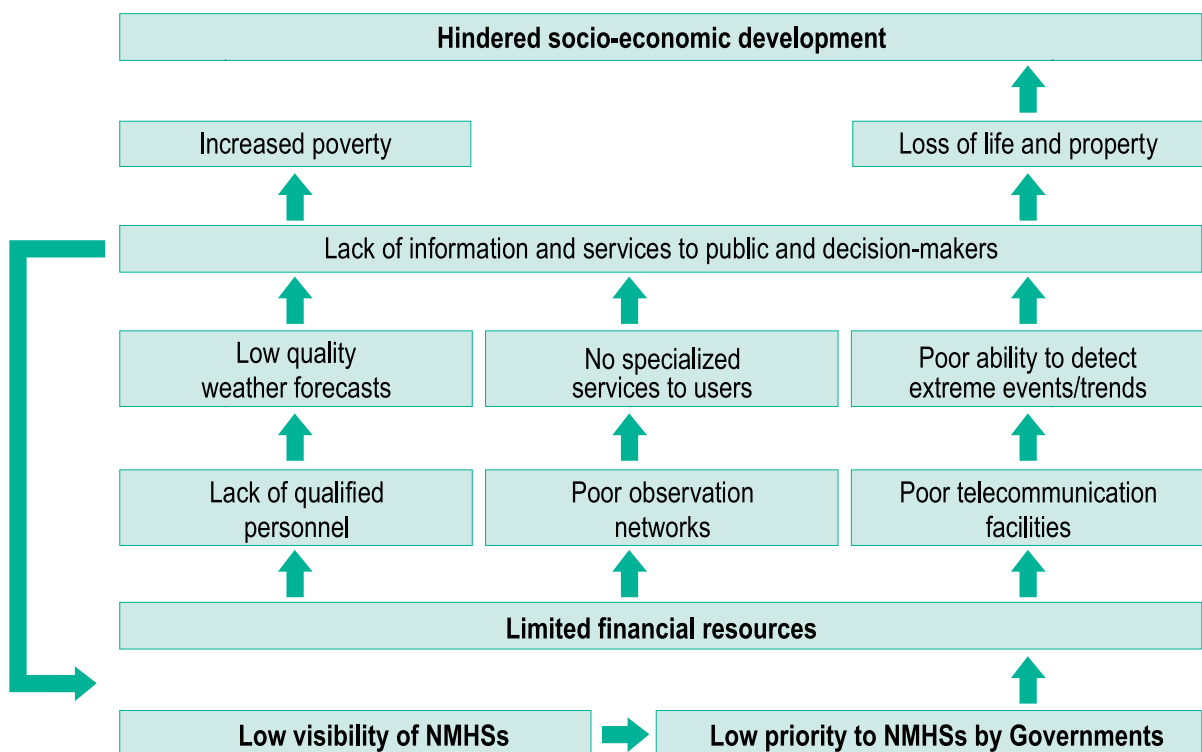 Hindered socio-economic development
Increased poverty
Loss of life and property
Lack of information and services to public and decision-makers
Low quality
weather forecasts
No specialized
services to users
Poor ability to detect
extreme events/trends
Lack of qualified
personnel
Poor observation
networks
Poor telecommunication
facilities
Limited financial resources
Low visibility of NMHSs
Low priority to NMHSs by Governments